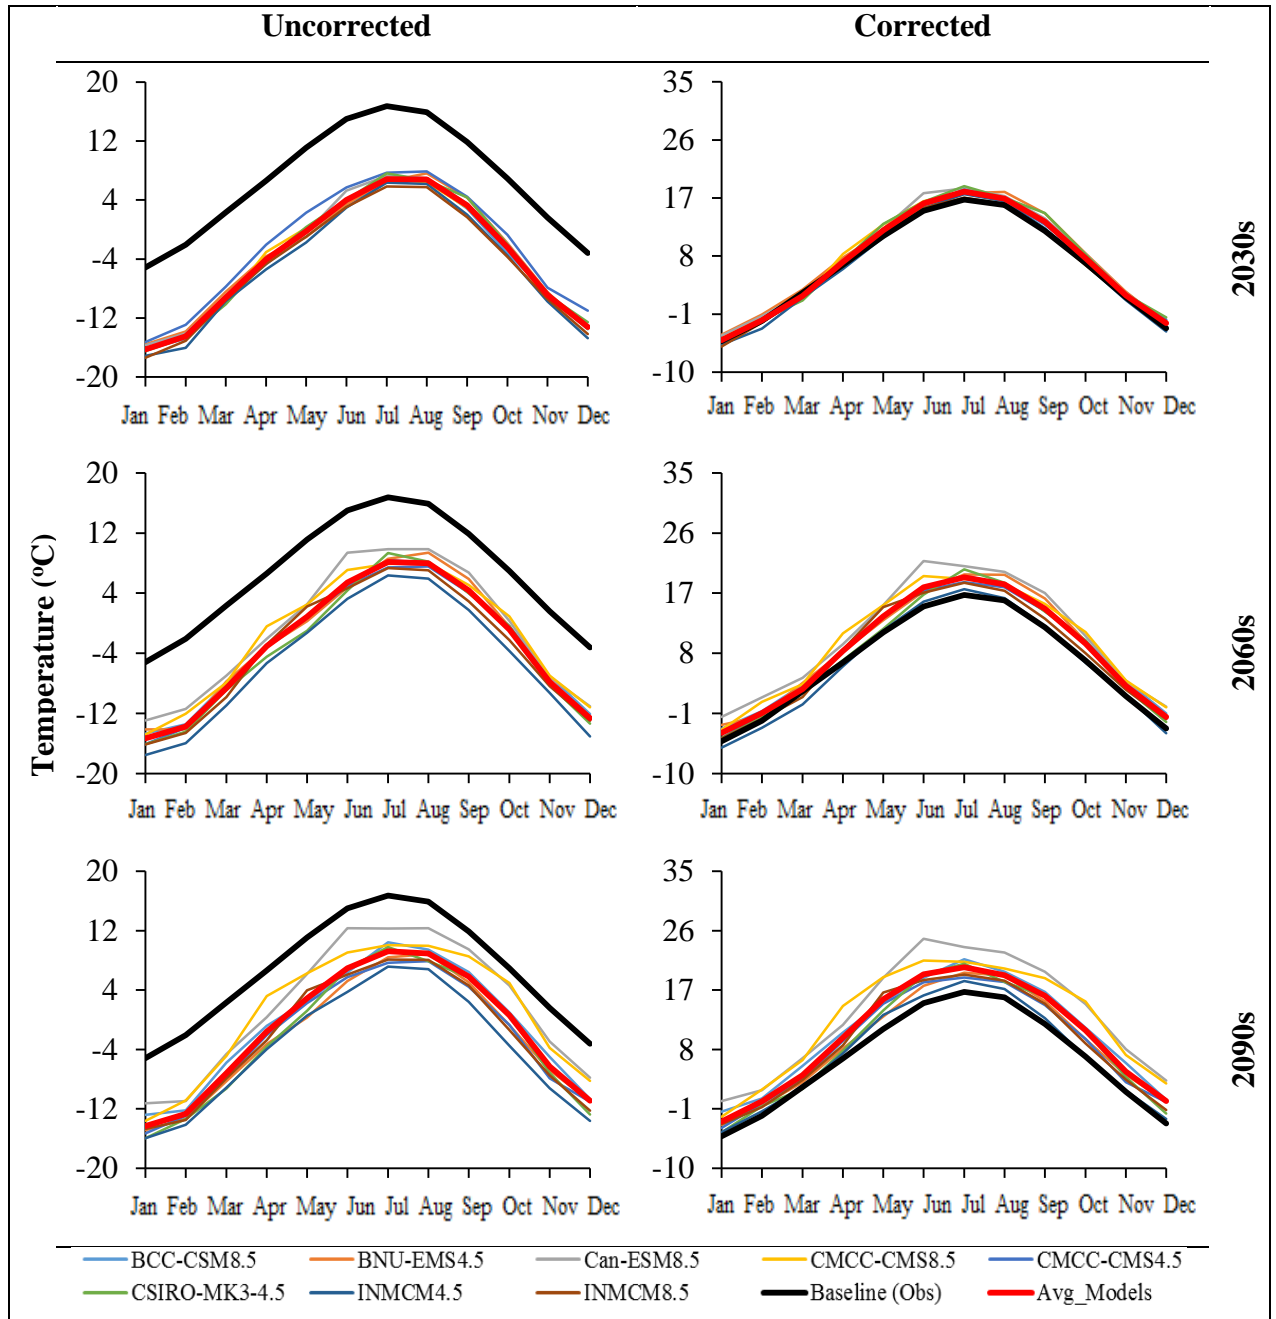 Uncorrected Corrected
20
12
4
-4
-12
-20
Jan Feb Mar Apr May Jun Jul Aug Sep Oct Nov Dec
35
26
17
8
-1
-10
Jan Feb Mar Apr May Jun Jul Aug Sep Oct Nov Dec
2030s
Temperature (ºC)
20
12
4
-4
-12
-20
Jan Feb Mar Apr May Jun Jul Aug Sep Oct Nov Dec
35
26
17
8
-1
-10
Jan Feb Mar Apr May Jun Jul Aug Sep Oct Nov Dec
2060s
20
12
4
-4
-12
-20
Jan Feb Mar Apr May Jun Jul Aug Sep Oct Nov Dec
35
26
17
8
-1
-10
Jan Feb Mar Apr May Jun Jul Aug Sep Oct Nov Dec
2090s
BCC-CSM8.5 BNU-EMS4.5 Can-ESM8.5 CMCC-CMS8.5 CMCC-CMS4.5
CSIRO-MK3-4.5 INMCM4.5 INMCM8.5 Baseline (Obs) Avg_Models